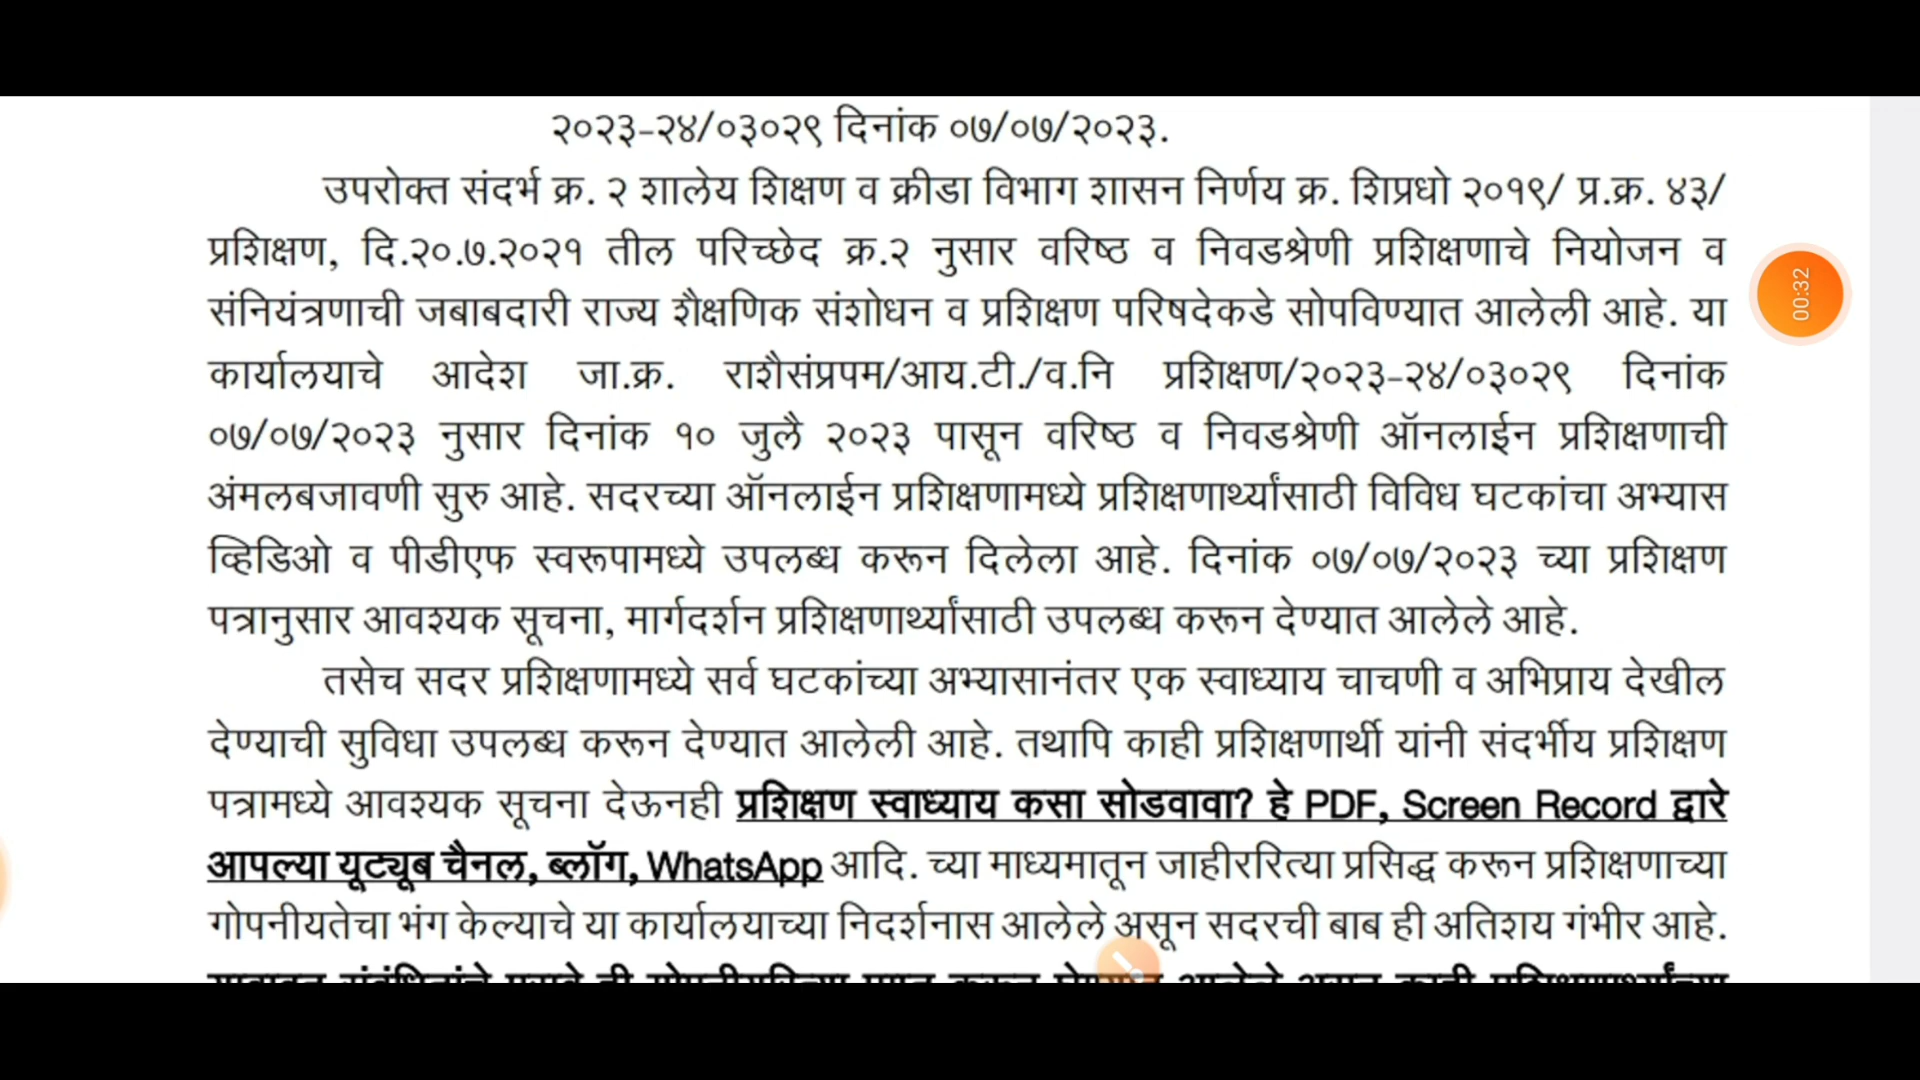 २०२३-२४/०३०२९ दिनांक ०७/०७/२०२३.
उपरोक्त संदर्भ क्र. २ शालेय शिक्षण व क्रीडा विभाग शासन निर्णय क्र. शिप्रधो २०१९/ प्र.क्र. ४३/
प्रशिक्षण, दि.२०.७.२०२१ तील परिच्छेद क्र.२ नुसार वरिष्ठ व निवडश्रेणी प्रशिक्षणाचे नियोजन व
संनियंत्रणाची जबाबदारी राज्य शैक्षणिक संशोधन व प्रशिक्षण परिषदेकडे सोपविण्यात आलेली आहे. या
कार्यालयाचे आदेश जा.क्र. राशैसंप्रपम/आय.टी./व.नि प्रशिक्षण/२०२३-२४/०३०२९ दिनांक
०७/०७/२०२३ नुसार दिनांक १० जुलै २०२३ पासून वरिष्ठ व निवडश्रेणी ऑनलाईन प्रशिक्षणाची
अंमलबजावणी सुरु आहे. सदरच्या ऑनलाईन प्रशिक्षणामध्ये प्रशिक्षणार्थ्यांसाठी विविध घटकांचा अभ्यास
व्हिडिओ व पीडीएफ स्वरूपामध्ये उपलब्ध करून दिलेला आहे. दिनांक ०७/०७/२०२३ च्या प्रशिक्षण
पत्रानुसार आवश्यक सूचना, मार्गदर्शन प्रशिक्षणार्थ्यांसाठी उपलब्ध करून देण्यात आलेले आहे.
तसेच सदर प्रशिक्षणामध्ये सर्व घटकांच्या अभ्यासानंतर एक स्वाध्याय चाचणी व अभिप्राय देखील
देण्याची सुविधा उपलब्ध करून देण्यात आलेली आहे. तथापि काही प्रशिक्षणार्थी यांनी संदर्भीय प्रशिक्षण
पत्रामध्ये आवश्यक सूचना देऊनही प्रशिक्षण स्वाध्याय कसा सोडवावा? हे PDF, Screen Record द्वारे
आपल्या यूट्यूब चैनल, ब्लॉग, WhatsApp आदि. च्या माध्यमातून जाहीररित्या प्रसिद्ध करून प्रशिक्षणाच्या
गोपनीयतेचा भंग केल्याचे या कार्यालयाच्या निदर्शनास आलेले असून सदरची बाब ही अतिशय गंभीर आहे.
00:32